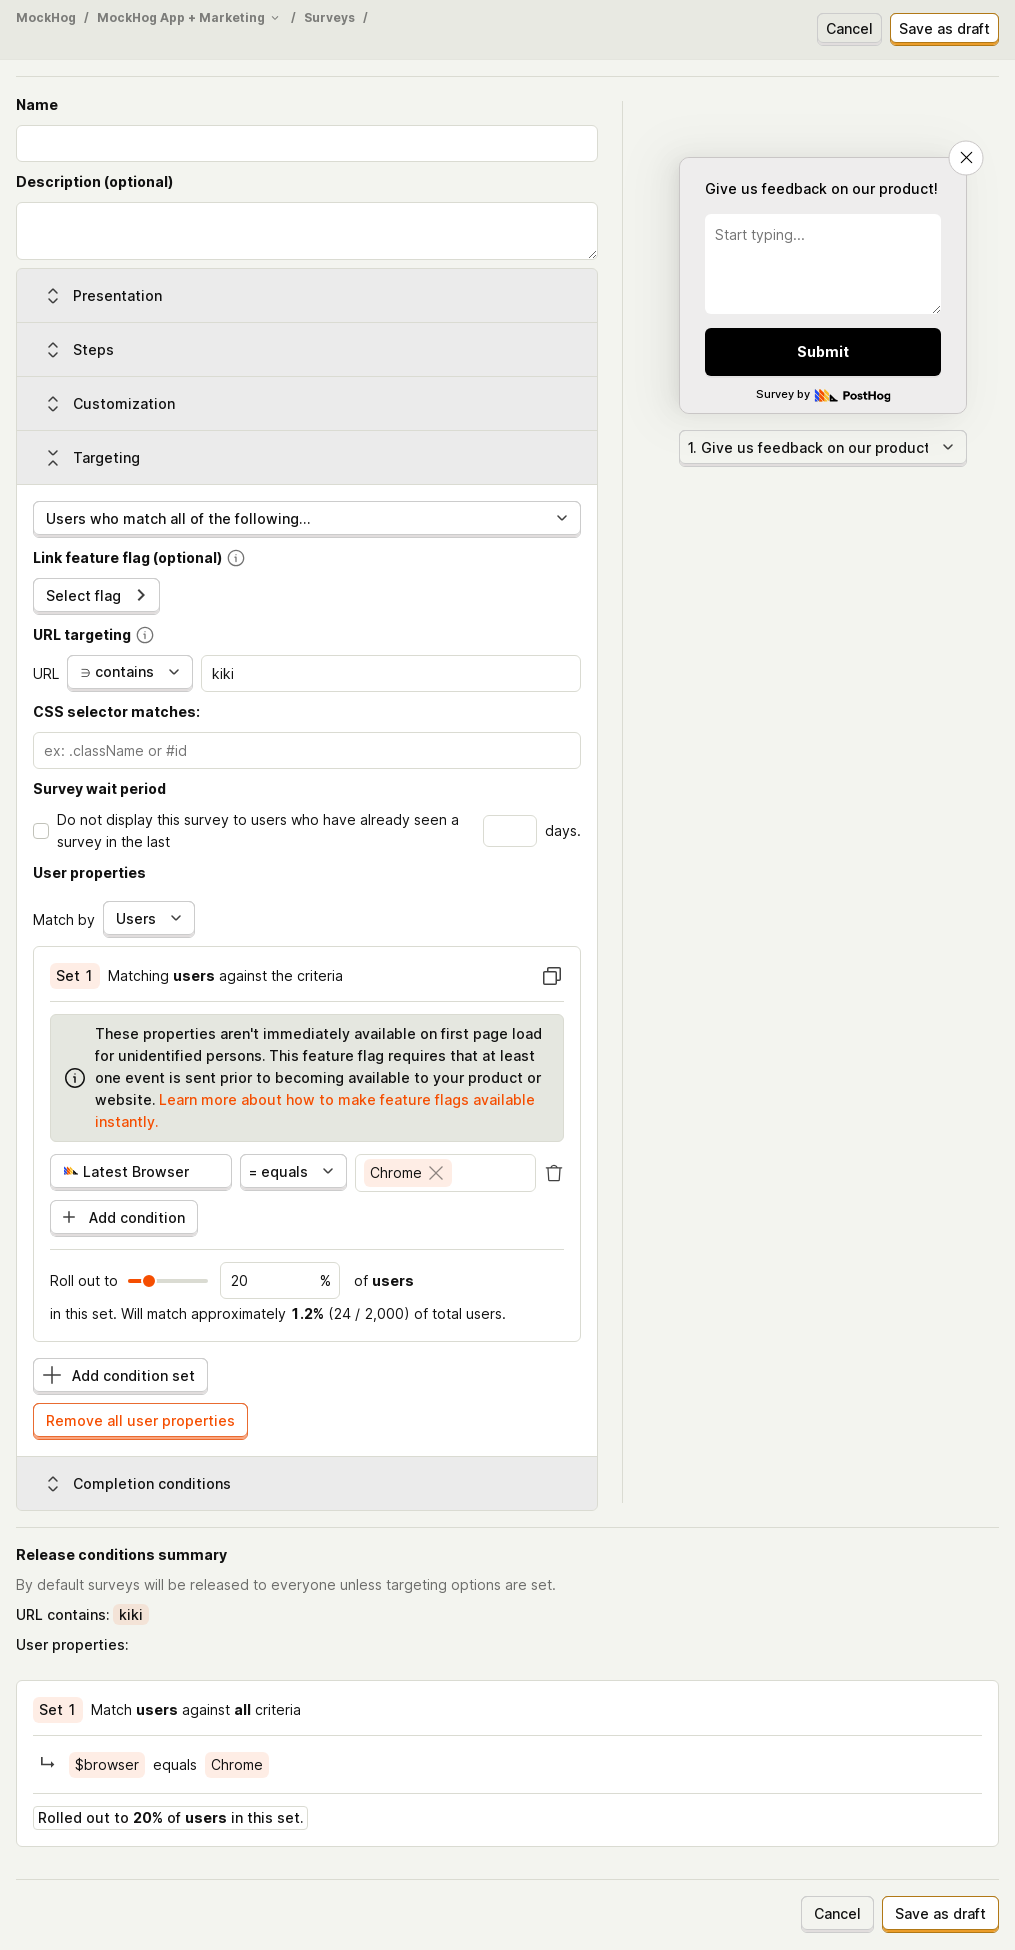 MockHog / MockHog App + Marketing / Surveys /
Cancel
Save as draft
Name
Description (optional)
Presentation
Steps
Customization
Targeting
Users who match all of the following...
Link feature flag (optional)
Select flag
URL targeting
URL ∋ contains kiki
CSS selector matches:
ex: .className or #id
Survey wait period
Do not display this survey to users who have already seen a
survey in the last
days.
User properties
Match by Users
Set 1 Matching users against the criteria
These properties aren't immediately available on first page load
for unidentified persons. This feature flag requires that at least
one event is sent prior to becoming available to your product or
website. Learn more about how to make feature flags available
instantly.
Latest Browser = equals Chrome
Add condition
Roll out to 20 % of users
in this set. Will match approximately 1.2% (24 / 2,000) of total users.
Add condition set
Remove all user properties
Completion conditions
Give us feedback on our product!
Start typing...
Submit
Survey by PostHog
1. Give us feedback on our product
Release conditions summary
By default surveys will be released to everyone unless targeting options are set.
URL contains: kiki
User properties:
Set 1 Match users against all criteria
$browser equals Chrome
Rolled out to 20% of users in this set.
Cancel
Save as draft